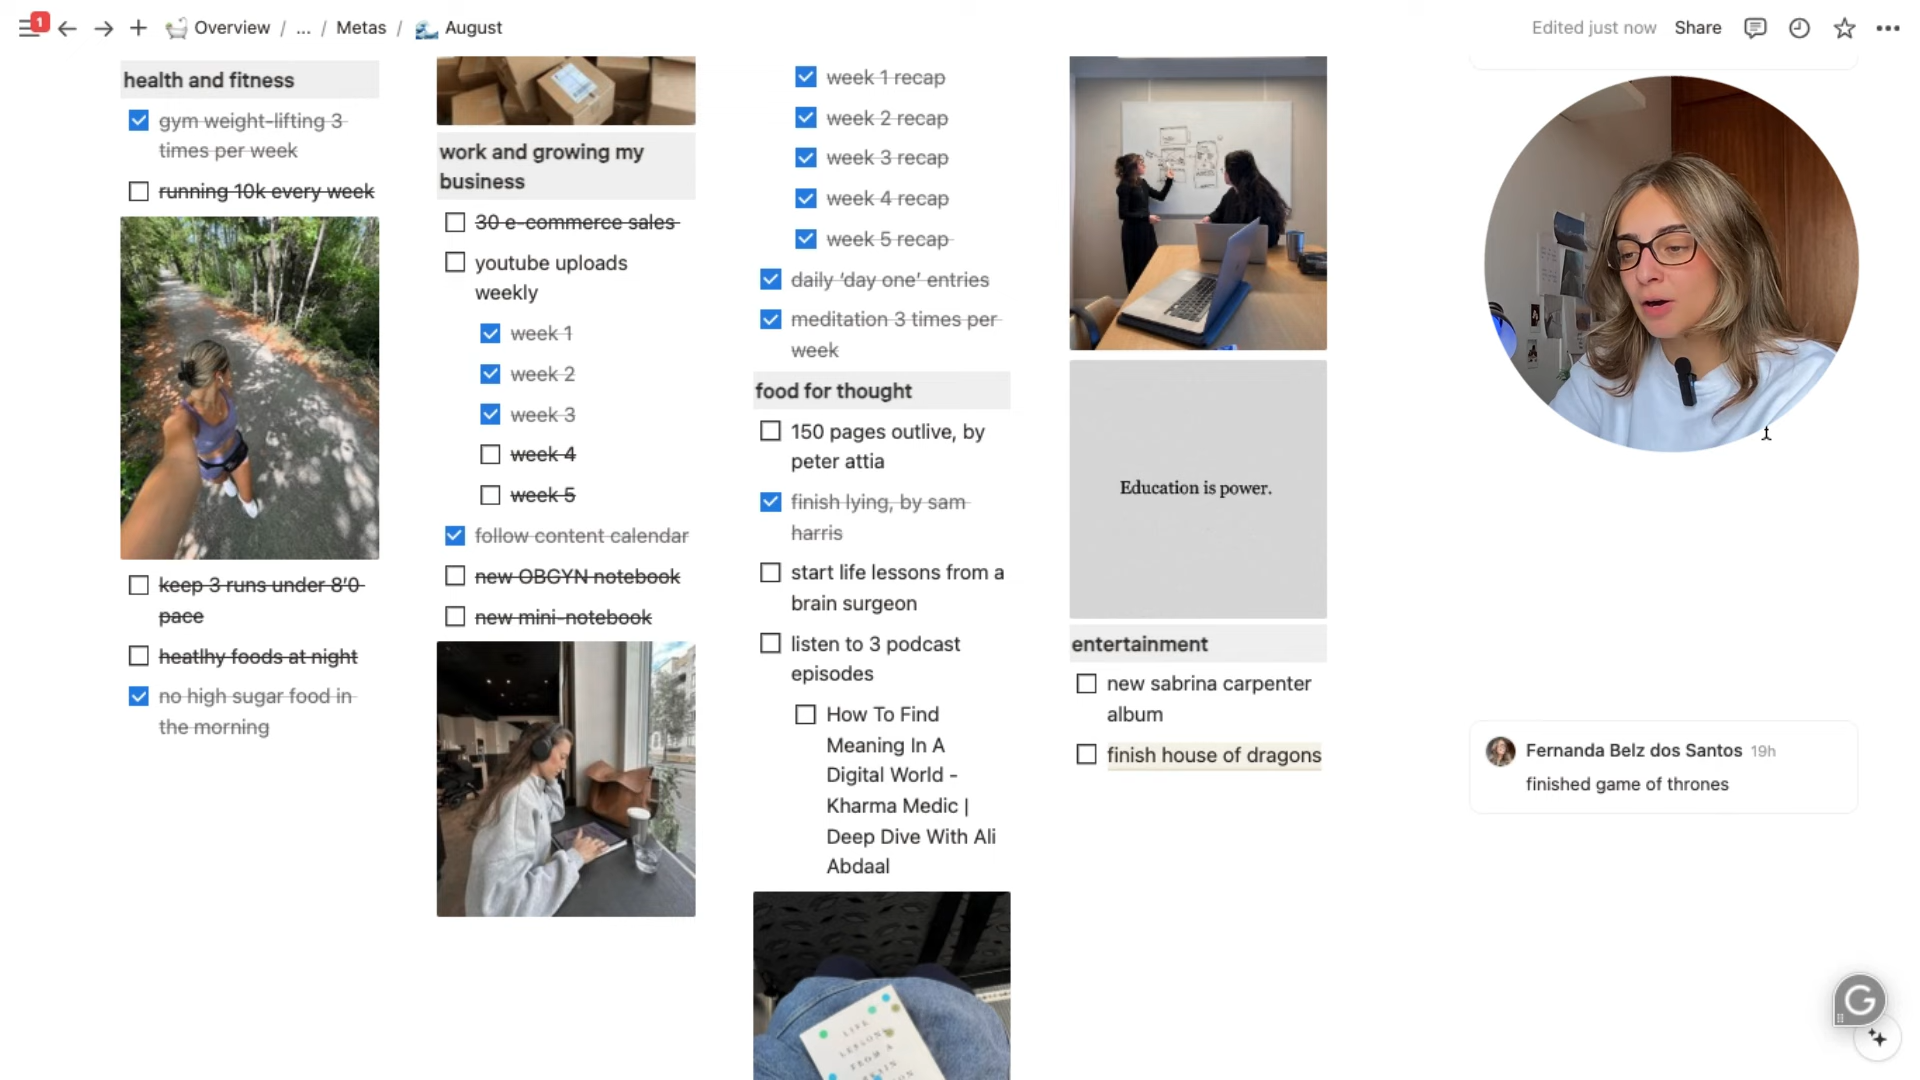 1
Overview / ... / Metas / August
Edited just now
Share
health and fitness
gym weight-lifting 3
times per week
running 10k every week
keep 3 runs under 8'0
pace
heatlhy foods at night
no high sugar food in
the morning
work and growing my
business
30 e-commerce sales
youtube uploads
weekly
week 1
week 2
week 3
week 4
week 5
follow content calendar
new OBGYN notebook
new mini-notebook
week 1 recap
week 2 recap
week 3 recap
week 4 recap
week 5 recap
daily ‘day one’ entries
meditation 3 times per
week
food for thought
150 pages outlive, by
peter attia
finish lying, by sam
harris
start life lessons from a
brain surgeon
listen to 3 podcast
episodes
How To Find
Meaning In A
Digital World -
Kharma Medic |
Deep Dive With Ali
Abdaal
LIFE
LESSONS
FROM A
BRAIN
Education is power.
entertainment
new sabrina carpenter
album
finish house of dragons
Fernanda Belz dos Santos 19h
finished game of thrones
G